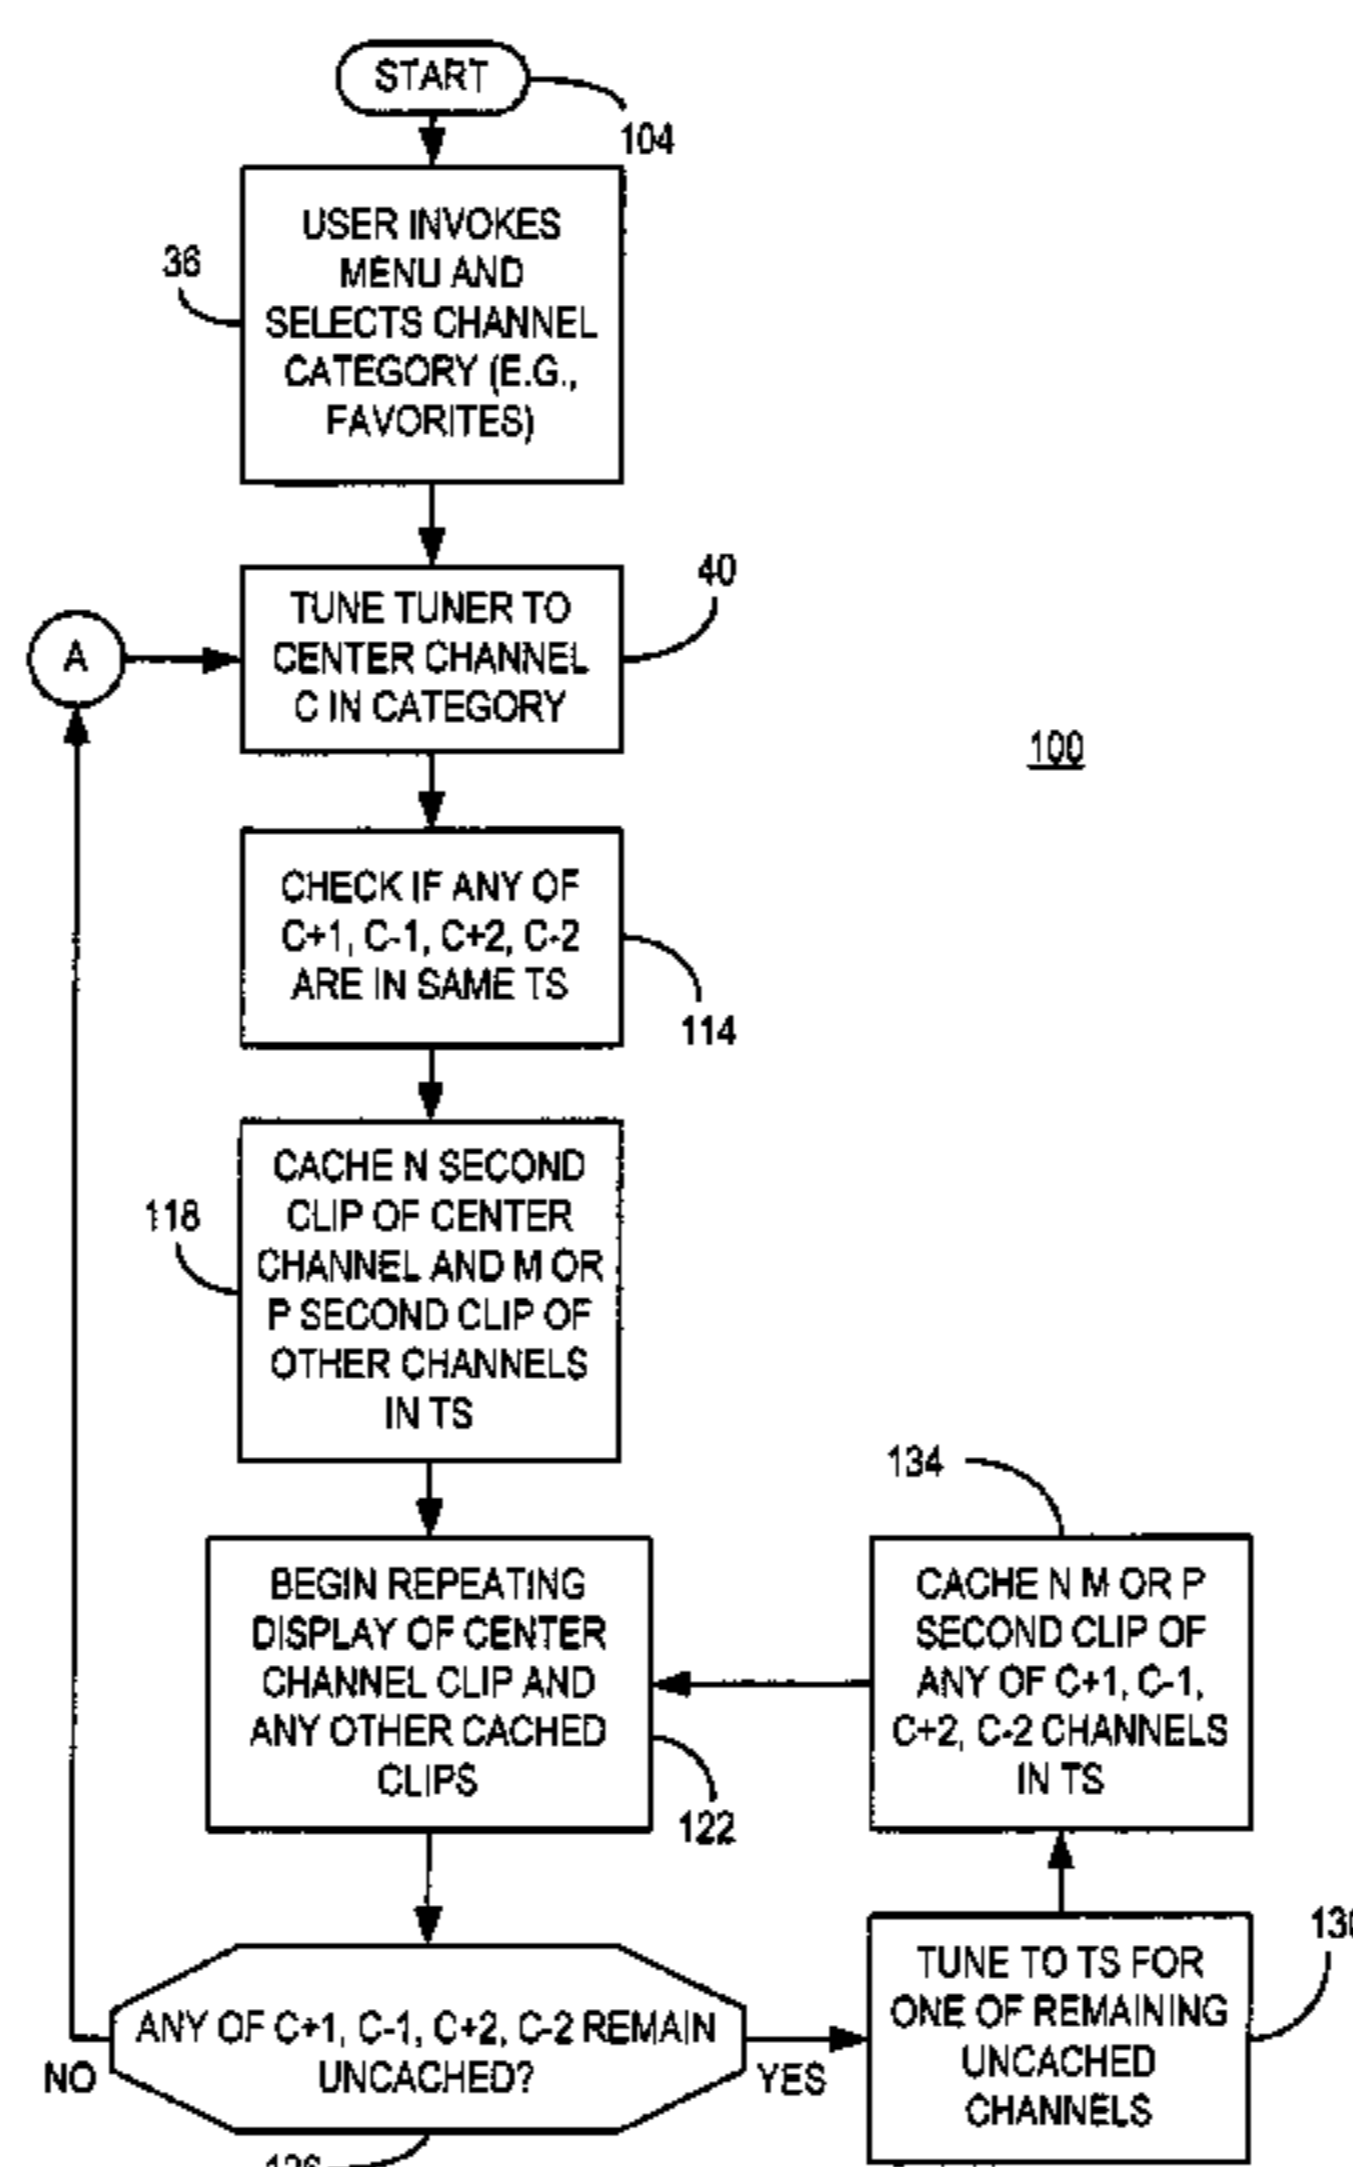 START
104
USER INVOKES
MENU AND
SELECTS CHANNEL
CATEGORY (E.G.,
FAVORITES)
36
TUNE TUNER TO
CENTER CHANNEL
C IN CATEGORY
40
A
100
CHECK IF ANY OF
C+1, C-1, C+2, C-2
ARE IN SAME TS
114
CACHE N SECOND
CLIP OF CENTER
CHANNEL AND M OR
P SECOND CLIP OF
OTHER CHANNELS
IN TS
118
BEGIN REPEATING
DISPLAY OF CENTER
CHANNEL CLIP AND
ANY OTHER CACHED
CLIPS
122
134
CACHE N M OR P
SECOND CLIP OF
ANY OF C+1, C-1,
C+2, C-2 CHANNELS
IN TS
ANY OF C+1, C-1, C+2, C-2 REMAIN
UNCACHED?
NO
YES
TUNE TO TS FOR
ONE OF REMAINING
UNCACHED
CHANNELS